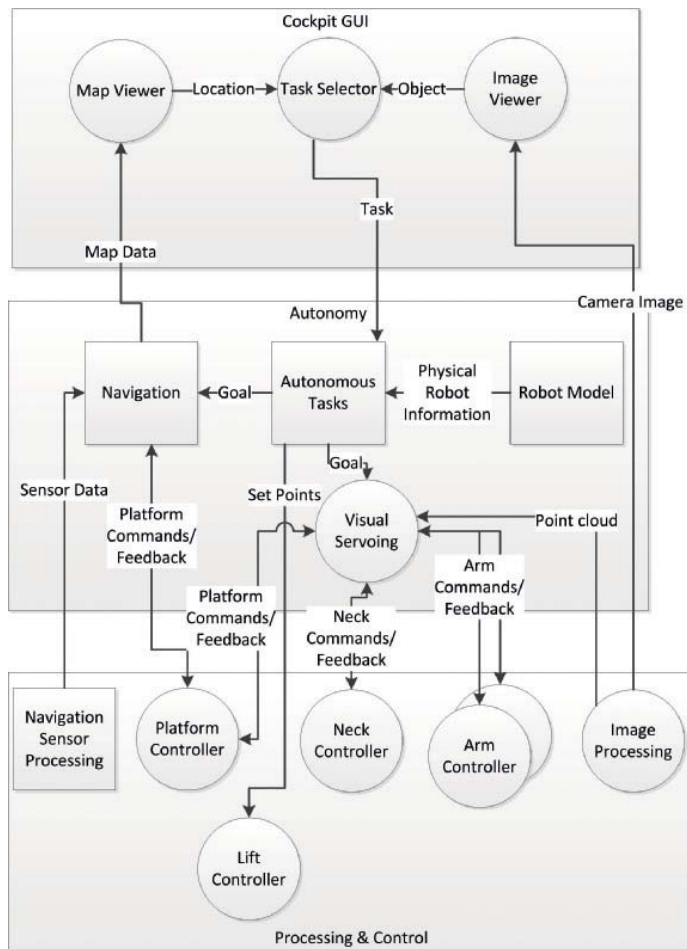 Cockpit GUI
Map Viewer
Location
Task Selector
Object
Image
Viewer
Task
Map Data
Camera Image
Autonomy
Navigation
Goal
Autonomous
Tasks
Physical
Robot
Information
Robot Model
Goal
Sensor Data
Set Points
Visual
Servoing
Point cloud
Platform
Commands/
Feedback
Platform
Commands/
Feedback
Neck
Commands/
Feedback
Arm
Commands/
Feedback
Navigation
Sensor
Processing
Platform
Controller
Neck
Controller
Arm
Controller
Image
Processing
Lift
Controller
Processing & Control